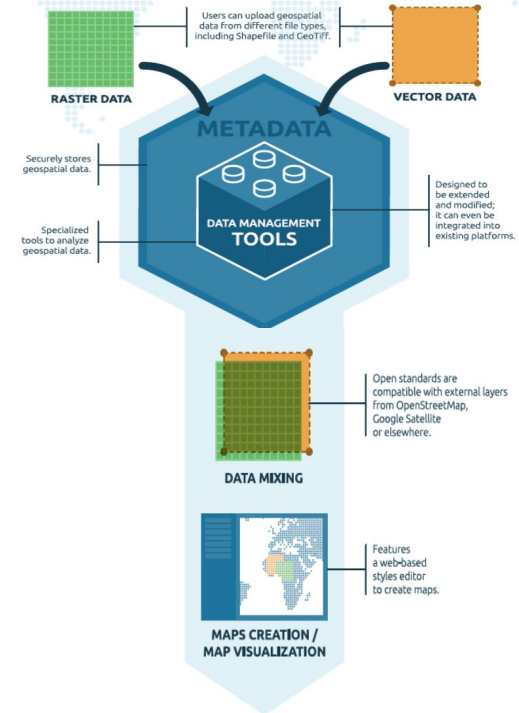 Users can upload geospatial
data from different file types,
including Shapefile and GeoTiff.
RASTER DATA
VECTOR DATA
METADATA
Securely stores
geospatial data.
DATA MANAGEMENT
TOOLS
Designed to
be extended
and modified;
it can even be
integrated into
existing platforms.
Specialized
tools to analyze
geospatial data.
Open standards are
compatible with external layers
from OpenStreetMap,
Google Satellite
or elsewhere.
DATA MIXING
Features
a web-based
styles editor
to create maps.
MAPS CREATION /
MAP VISUALIZATION